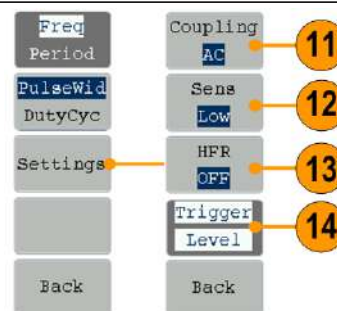 Freq
Period
PulseWid
DutyCyc
Settings
Back
Coupling
AC
11
Sens
Low
12
HFR
OFF
13
Trigger
Level
14
Back